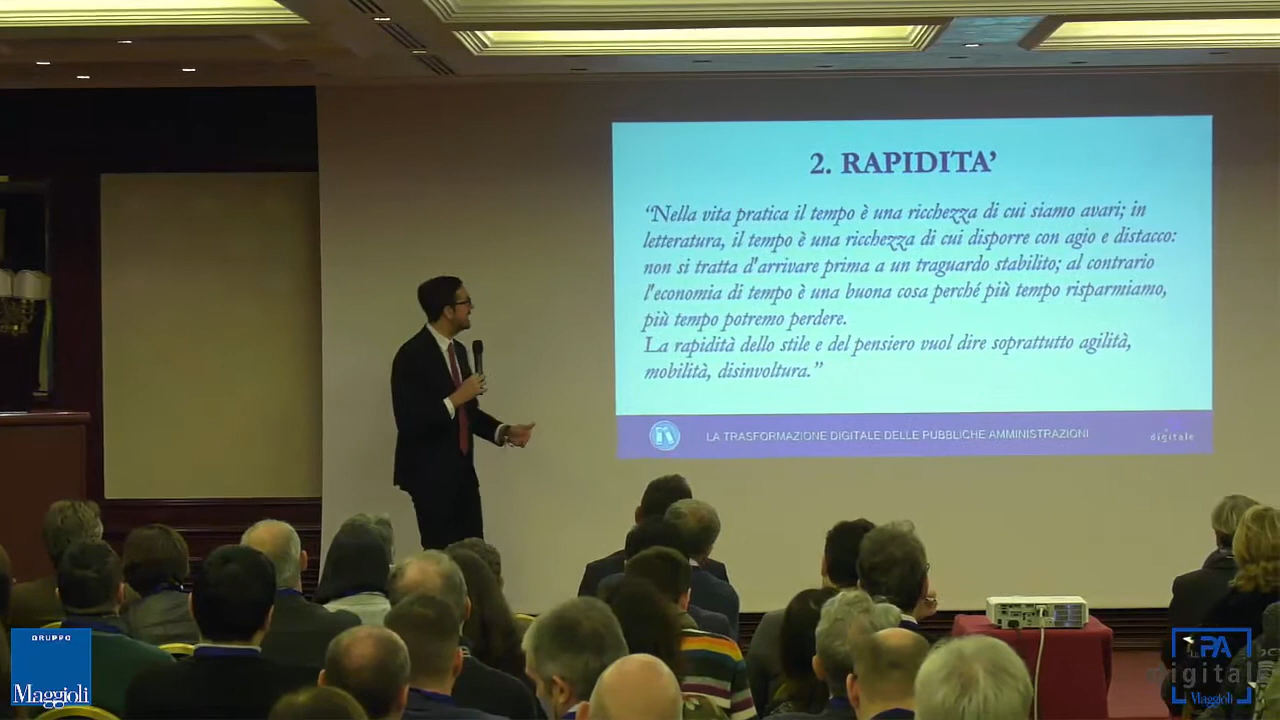 2. RAPIDITA’
“Nella vita pratica il tempo è una ricchezza di cui siamo avari; in
letteratura, il tempo è una ricchezza di cui disporre con agio e distacco:
non si tratta d'arrivare prima a un traguardo stabilito; al contrario
l'economia di tempo è una buona cosa perché più tempo risparmiamo,
più tempo potremo perdere.
La rapidità dello stile e del pensiero vuol dire soprattutto agilità,
mobilità, disinvoltura.”
LA TRASFORMAZIONE DIGITALE DELLE PUBBLICHE AMMINISTRAZIONI
digitale
GRUPPO
Maggioli
PA
digitale
Maggioli